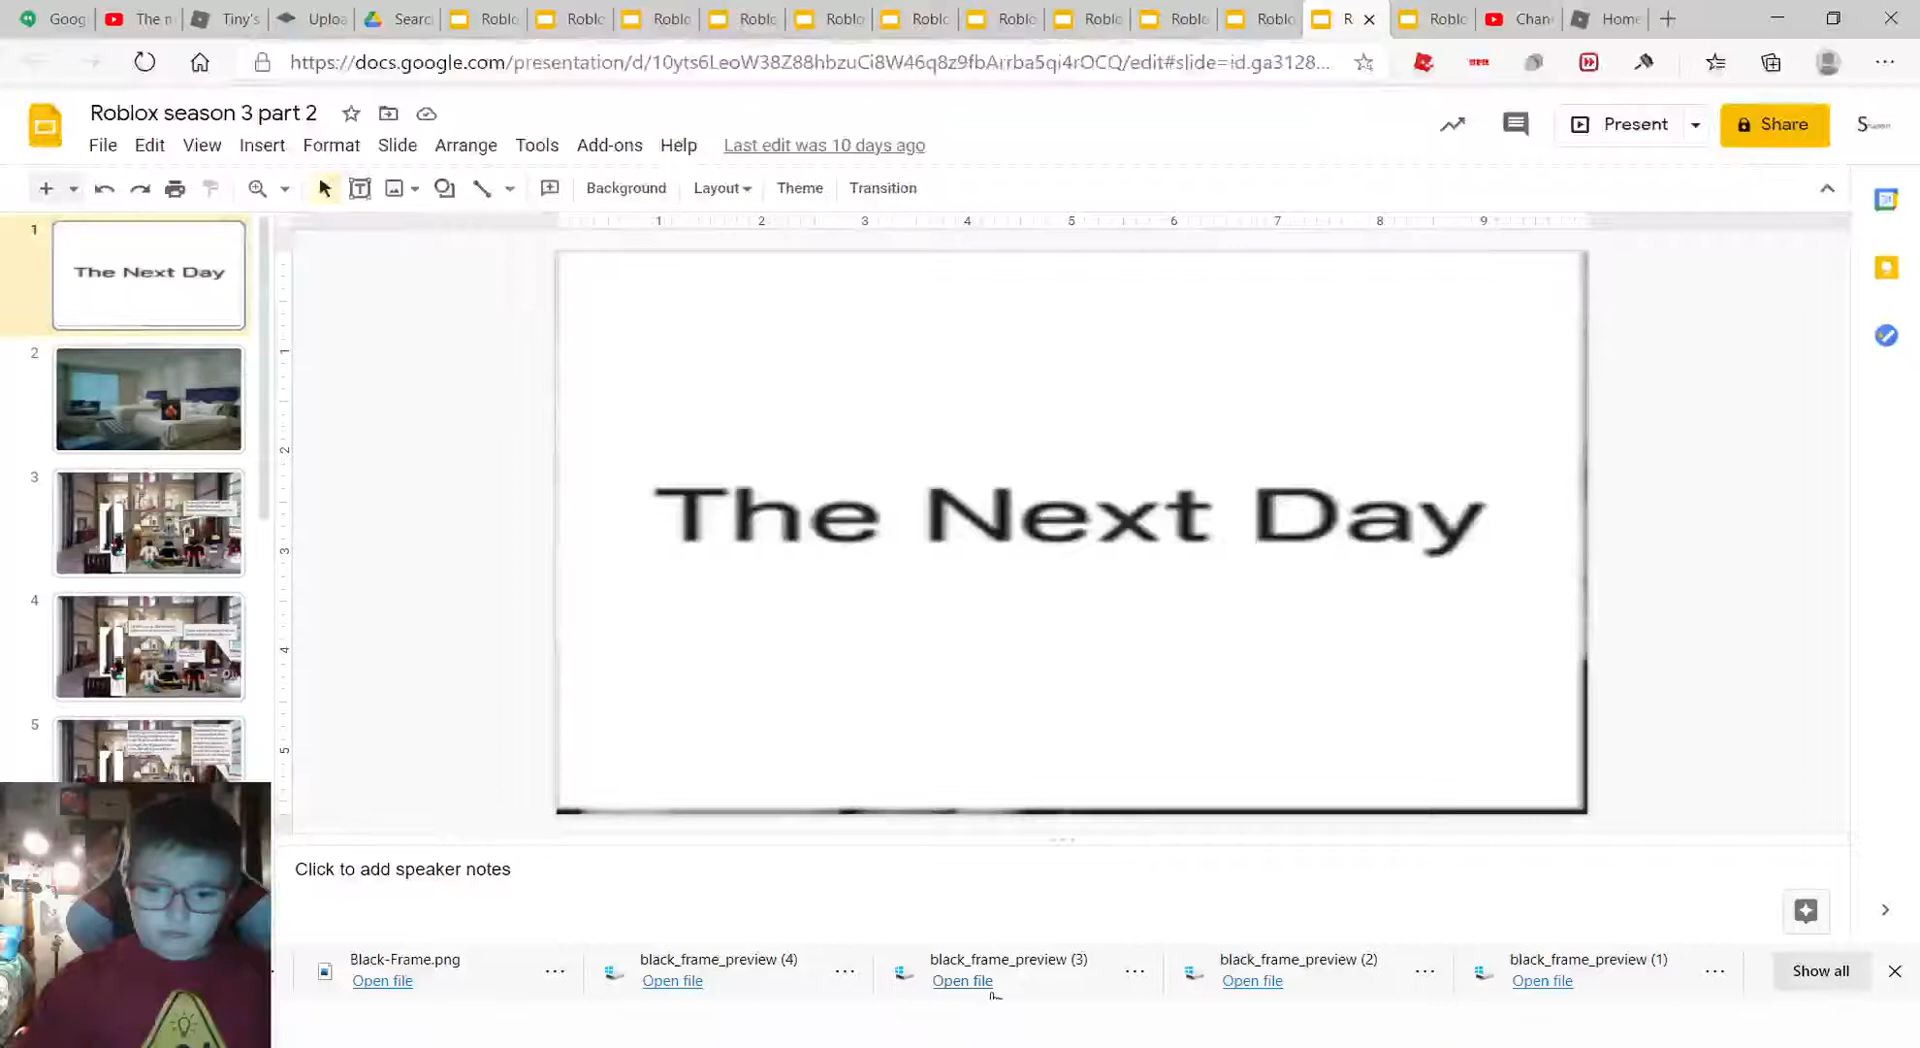 Goog The n Tiny's Uploa Searc Roblo Roblo Roblo Roblo Roblo Roblo Roblo Roblo Roblo Roblo R Roblo Chan Home
https://docs.google.com/presentation/d/10yts6LeoW38Z88hbzuCi8W46q8z9fbArrba5qi4rOCQ/edit#slide=id.ga3128...
Roblox season 3 part 2
Present
Share
File Edit View Insert Format Slide Arrange Tools Add-ons Help Last edit was 10 days ago
Background Layout Theme Transition
1 2 3 4 5 6 7 8 9
1
The Next Day
2
3
4
5
1
2
3
4
5
The Next Day
Click to add speaker notes
Black-Frame.png
Open file
black_frame_preview (4)
Open file
black_frame_preview (3)
Open file
black_frame_preview (2)
Open file
black_frame_preview (1)
Open file
Show all